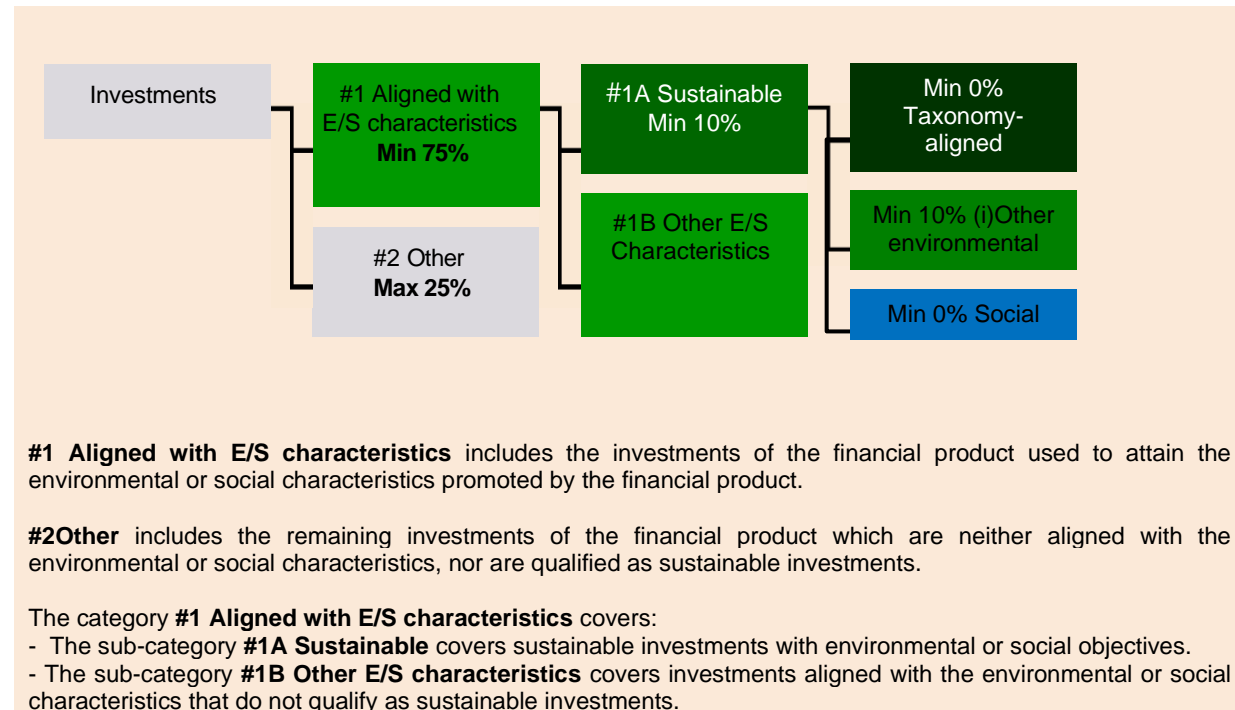 Investments
#1 Aligned with
E/S characteristics
Min 75%
#2 Other
Max 25%
#1A Sustainable
Min 10%
#1B Other E/S
Characteristics
Min 0%
Taxonomy-
aligned
Min 10% (i)Other
environmental
Min 0% Social
#1 Aligned with E/S characteristics includes the investments of the financial product used to attain the
environmental or social characteristics promoted by the financial product.
#2Other includes the remaining investments of the financial product which are neither aligned with the
environmental or social characteristics, nor are qualified as sustainable investments.
The category #1 Aligned with E/S characteristics covers:
- The sub-category #1A Sustainable covers sustainable investments with environmental or social objectives.
- The sub-category #1B Other E/S characteristics covers investments aligned with the environmental or social
characteristics that do not qualify as sustainable investments.